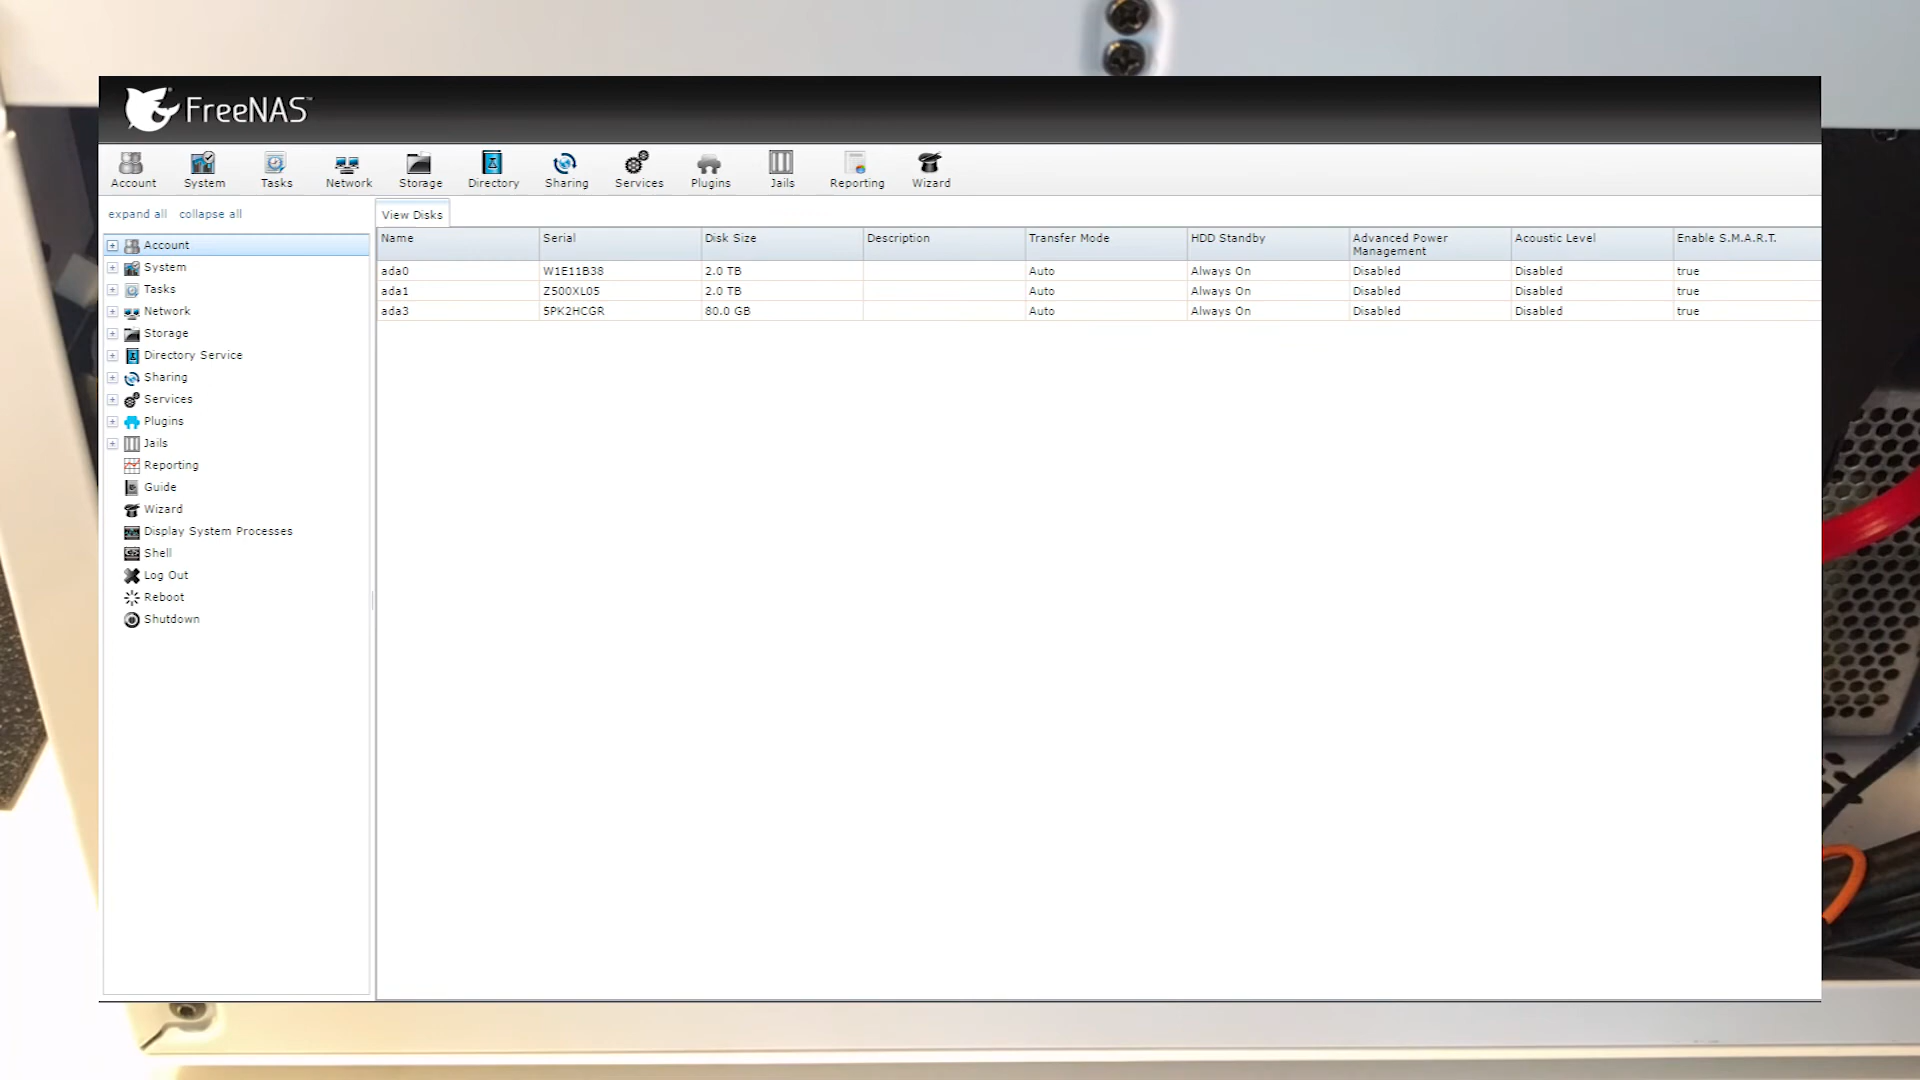 FreeNAS™
Account System Tasks Network Storage Directory Sharing Services Plugins Jails Reporting Wizard
expand all collapse all
Account
System
Tasks
Network
Storage
Directory Service
Sharing
Services
Plugins
Jails
Reporting
Guide
Wizard
Display System Processes
Shell
Log Out
Reboot
Shutdown
View Disks
Name Serial Disk Size Description Transfer Mode HDD Standby Advanced Power Management Acoustic Level Enable S.M.A.R.T.
ada0 W1E11B38 2.0 TB Auto Always On Disabled Disabled true
ada1 Z500XL05 2.0 TB Auto Always On Disabled Disabled true
ada3 5PK2HCGR 80.0 GB Auto Always On Disabled Disabled true